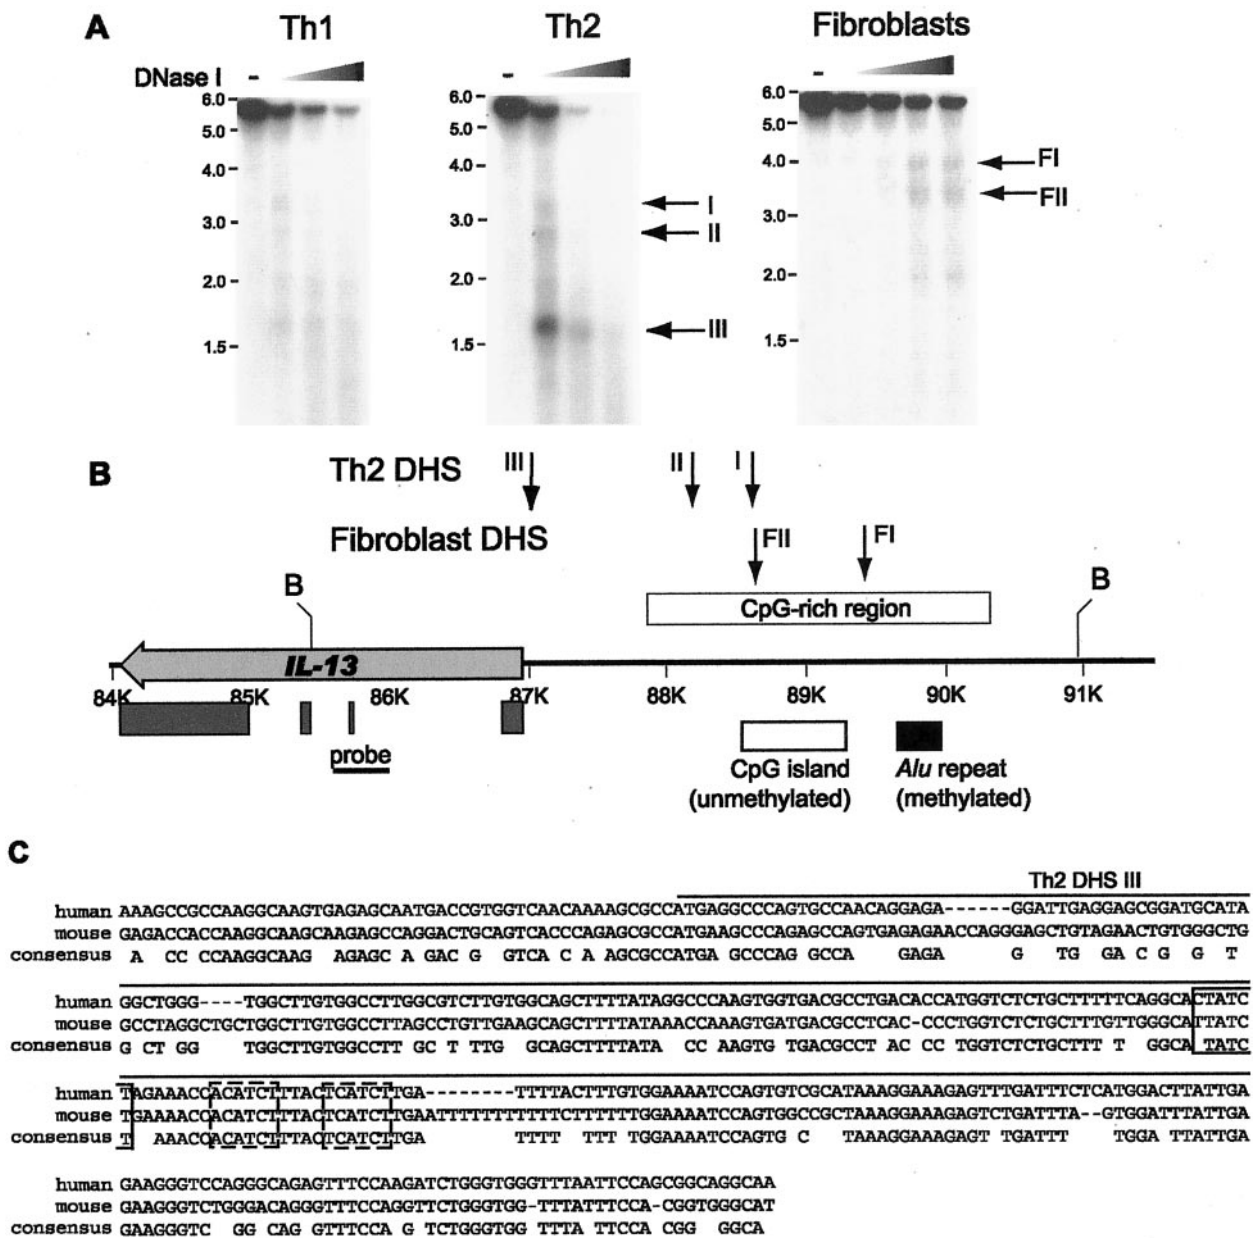 A
Th1
Th2
Fibroblasts
DNase I - - -
6.0
5.0
4.0
3.0
2.0
1.5
6.0
5.0
4.0
3.0
2.0
1.5
I
II
III
6.0
5.0
4.0
3.0
2.0
1.5
FI
FII
B
Th2 DHS III II I
Fibroblast DHS FII FI
B CpG-rich region B
IL-13
84K 85K 86K 87K 88K 89K 90K 91K
probe
CpG island (unmethylated)
Alu repeat (methylated)
C
Th2 DHS III
human AAAGCCGCCAAGGCAAGTGAGAGCAATGACCGTGGTCAACAAAAGCGCCATGAGGCCCAGTGCCAACAGGAGA------GGATTGAGGAGCGGATGCATA
mouse GAGACCACCAAGGCAAGCAAGAGCCAGGACTGCAGTCACCCAGAGCGCCATGAAGCCCAGAGCCAGTGAGAGAACCAGGGAGCTGTAGAACTGTGGGCTG
consensus A CC CCAAGGCAAG AGAGC A GACG G GTCA C A AGCGCCATGA GCCCAG GCCA GAGA G TG GA C G G T
human GGCTGGG----TGGCTTGTGGCCTTGGCGTCTTGTGGCAGCTTTTATAGGCCCAAGTGGTGACGCCTGACACCATGGTCTCTGCTTTTTCAGGCACTATC
mouse GCCTAGGCTGCTGGCTTGTGGCCTTAGCCTGTTGAAGCAGCTTTTATAAACCAAAGTGATGACGCCTCAC-CCCTGGTCTCTGCTTTGTTGGGCATTATC
consensus G CT GG TGGCTTGTGGCCTT GC T TTG GCAGCTTTTATA CC AAGTG TGACGCCT AC CC TGGTCTCTGCTTT T GGCA TATC
human TAGAAACCACATCTTTACTCATCTTGA--------TTTTACTTTGTGGAAAATCCAGTGTCGCATAAAGGAAAGAGTTTGATTTCTCATGGACTTATTGA
mouse TGAAAACCACATCTTTACTCATCTTGAATTTTTTTTTTTCTTTTTGGAAAATCCAGTGGCCGCTAAAGGAAAGAGTCTGATTTA--GTGGATTTATTGA
consensus T AAACCACATCTTTACTCATCTTGA TTTT TTT TGGAAAATCCAGTG C TAAAGGAAAGAGT TGATTT TGGA TTATTGA
human GAAGGGTCCAGGGCAGAGTTTCCAAGATCTGGGTGGGTTTAATTCCAGCGGCAGGCAA
mouse GAAGGGTCTGGGACAGGGTTTCCAGGTTCTGGGTGG-TTTATTTCCA-CGGTGGGCAT
consensus GAAGGGTC GG CAG GTTTCCA G TCTGGGTGG TTTA TTCCA CGG GGCA